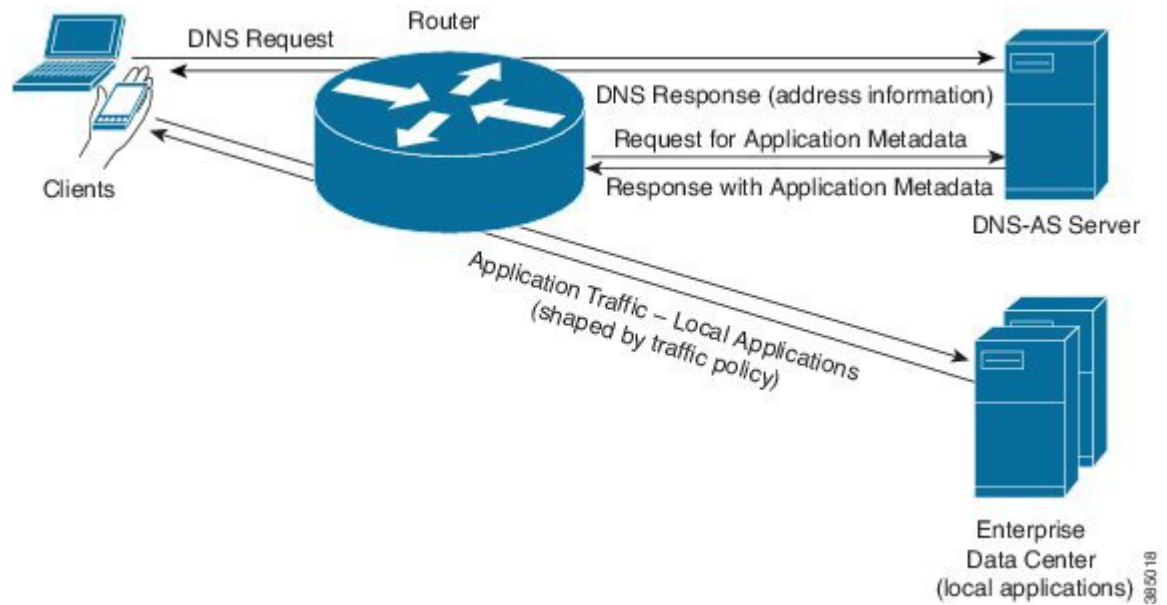 Router
DNS Request
DNS Response (address information)
Request for Application Metadata
Response with Application Metadata
Clients
DNS-AS Server
Application Traffic – Local Applications
(shaped by traffic policy)
Enterprise
Data Center
(local applications)
385018